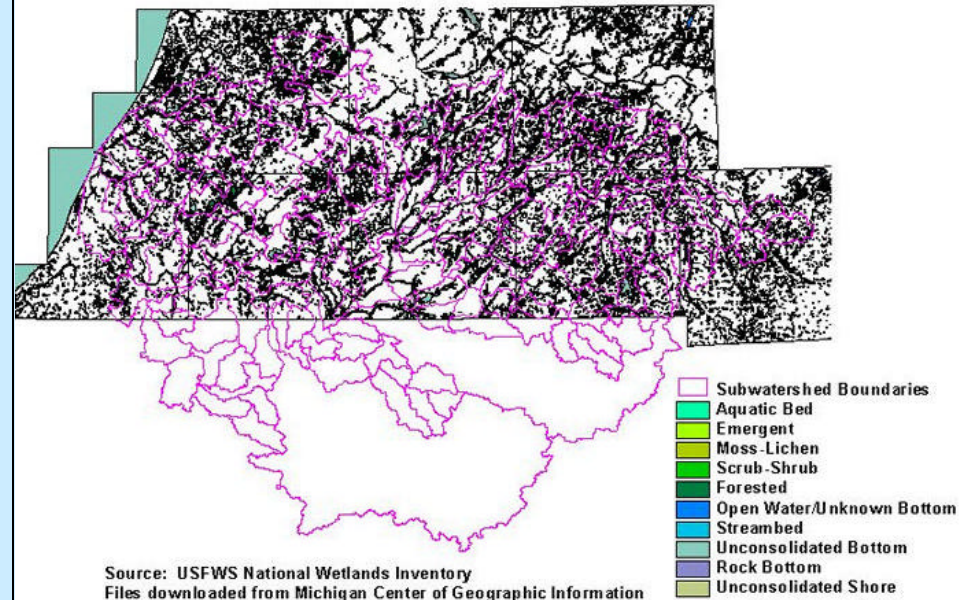 Subwatershed Boundaries
Aquatic Bed
Emergent
Moss-Lichen
Scrub-Shrub
Forested
Open Water/Unknown Bottom
Streambed
Unconsolidated Bottom
Rock Bottom
Unconsolidated Shore
Source: USFWS National Wetlands Inventory
Files downloaded from Michigan Center of Geographic Information